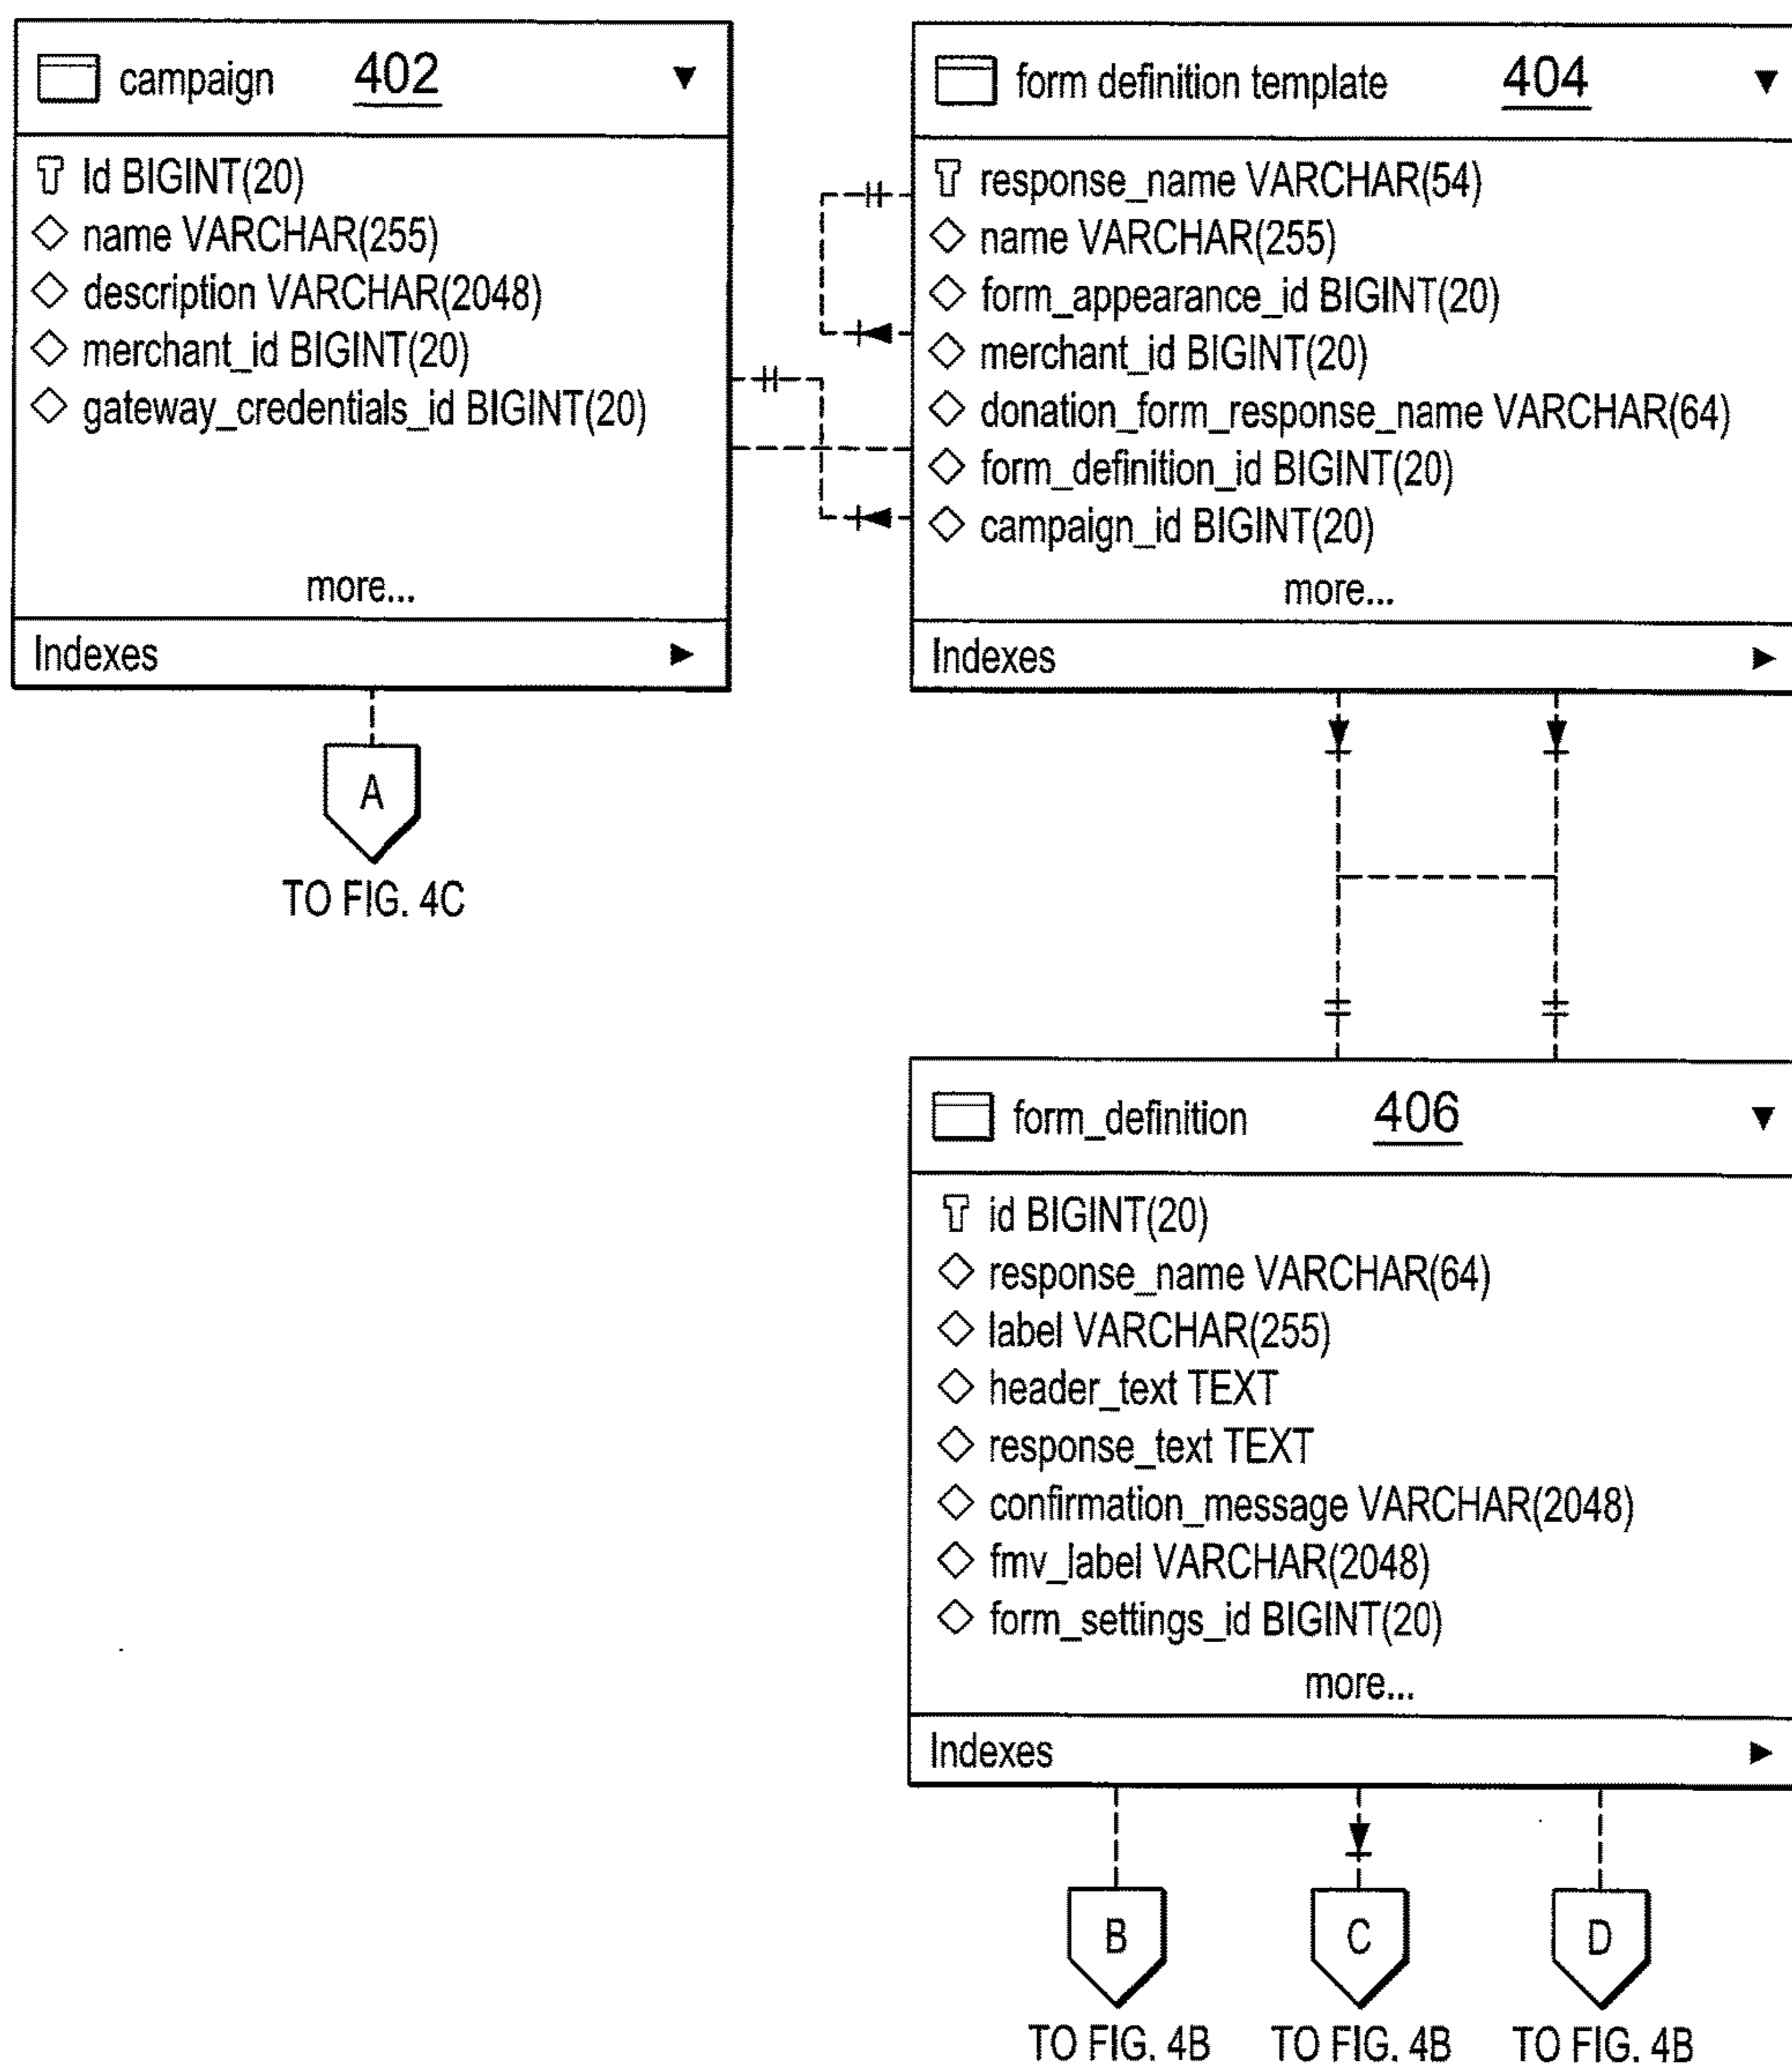 campaign 402
Id BIGINT(20)
name VARCHAR(255)
description VARCHAR(2048)
merchant_id BIGINT(20)
gateway_credentials_id BIGINT(20)
more...
Indexes
A
TO FIG. 4C
form definition template 404
response_name VARCHAR(54)
name VARCHAR(255)
form_appearance_id BIGINT(20)
merchant_id BIGINT(20)
donation_form_response_name VARCHAR(64)
form_definition_id BIGINT(20)
campaign_id BIGINT(20)
more...
Indexes
form_definition 406
id BIGINT(20)
response_name VARCHAR(64)
label VARCHAR(255)
header_text TEXT
response_text TEXT
confirmation_message VARCHAR(2048)
fmv_label VARCHAR(2048)
form_settings_id BIGINT(20)
more...
Indexes
B C D
TO FIG. 4B TO FIG. 4B TO FIG. 4B